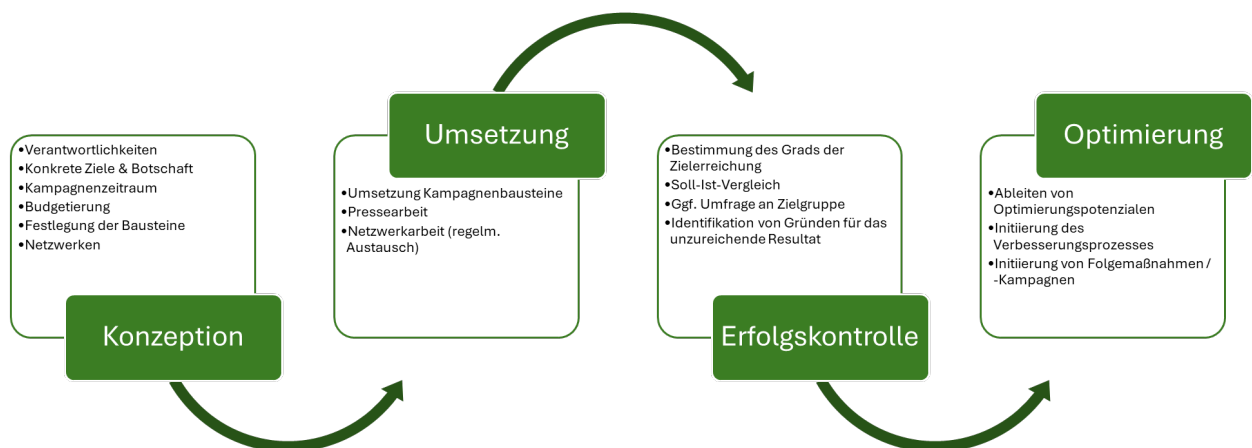 •Verantwortlichkeiten
•Konkrete Ziele & Botschaft
•Kampagnenzeitraum
•Budgetierung
•Festlegung der Bausteine
•Netzwerken
Konzeption
Umsetzung
•Umsetzung Kampagnenbausteine
•Pressearbeit
•Netzwerkarbeit (regelm.
Austausch)
•Bestimmung des Grads der
Zielerreichung
•Soll-Ist-Vergleich
•Ggf. Umfrage an Zielgruppe
•Identifikation von Gründen für das
unzureichende Resultat
Erfolgskontrolle
Optimierung
•Ableiten von
Optimierungspotenzialen
•Initiierung des
Verbesserungsprozesses
•Initiierung von Folgemaßnahmen /
-Kampagnen